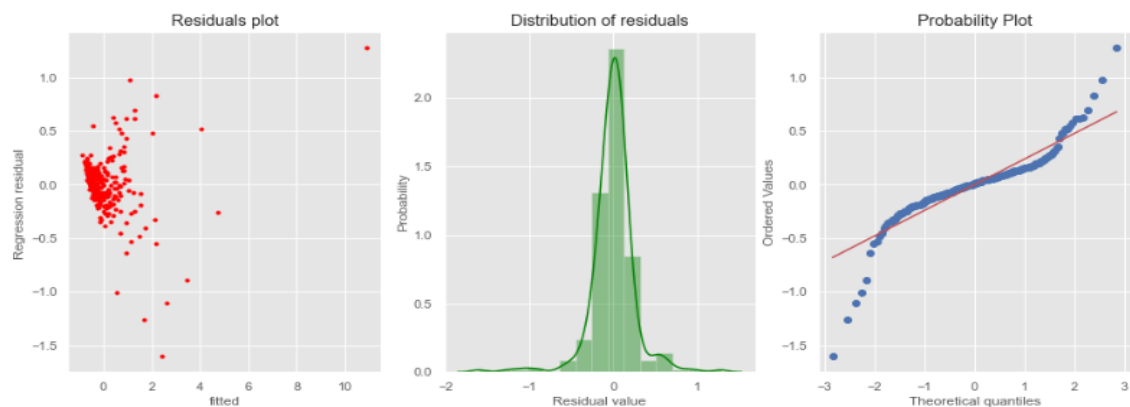 Residuals plot
Regression residual
1.0
0.5
0.0
−0.5
−1.0
−1.5
0 2 4 6 8 10
fitted
Distribution of residuals
Probability
2.0
1.5
1.0
0.5
0.0
−2 −1 0 1
Residual value
Probability Plot
Ordered Values
1.0
0.5
0.0
−0.5
−1.0
−1.5
−3 −2 −1 0 1 2 3
Theoretical quantiles